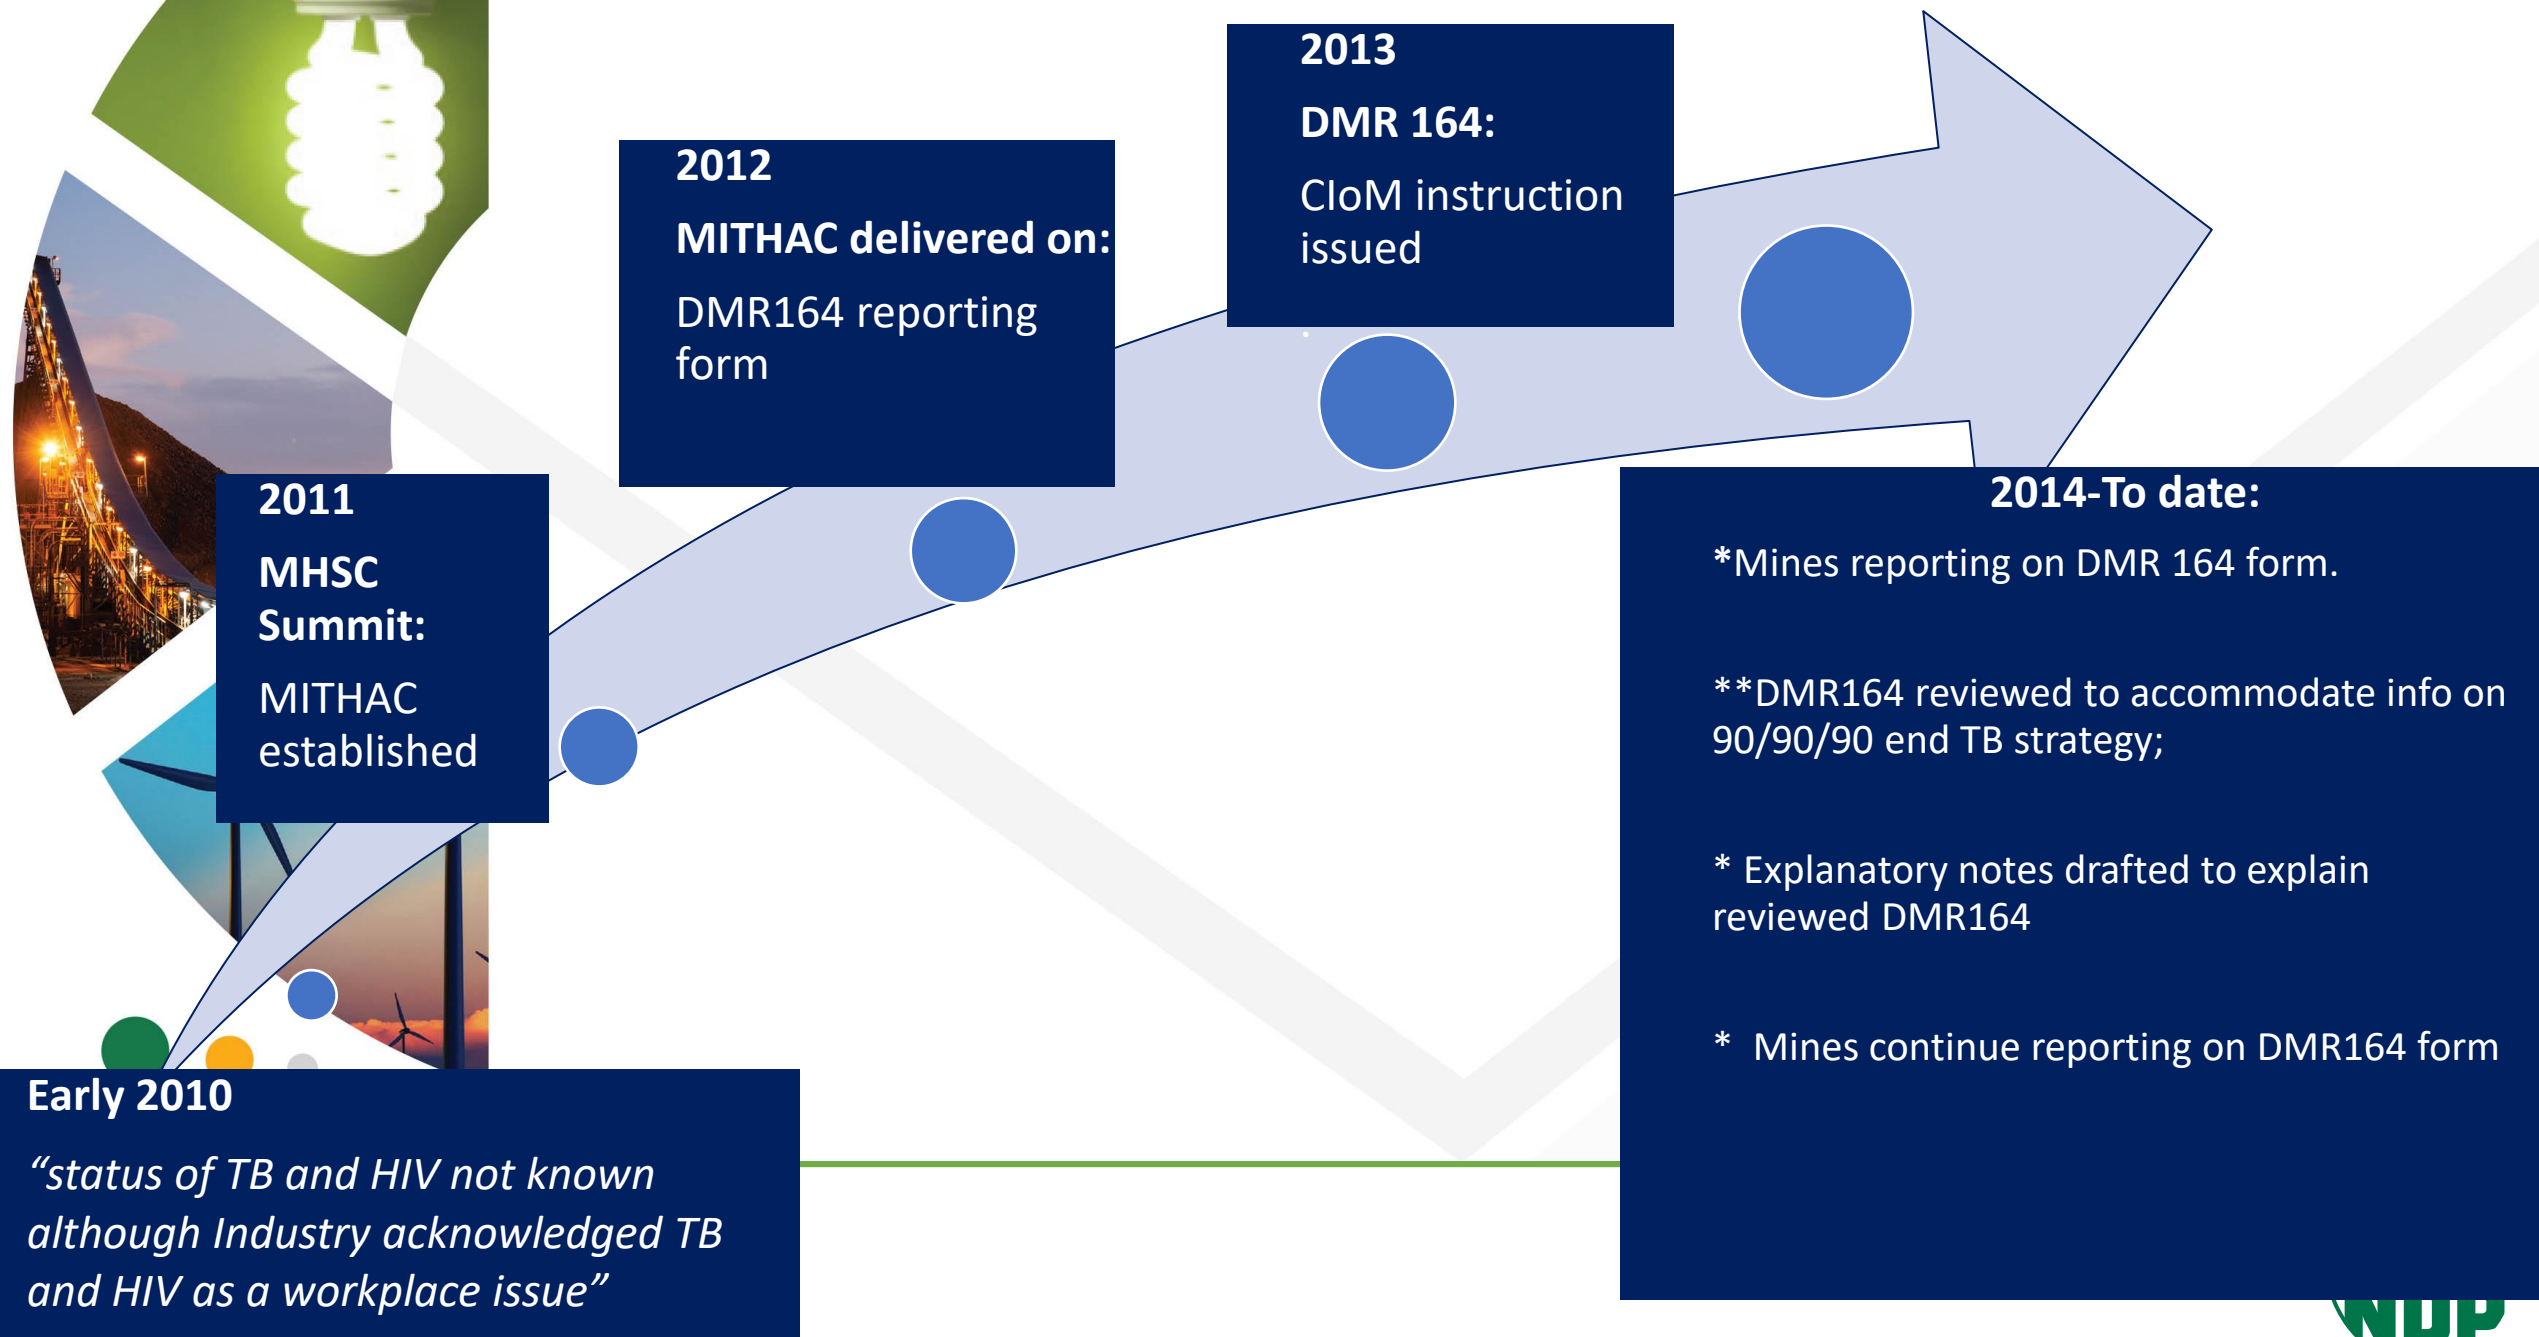 2013
DMR 164:
CIoM instruction
issued
.
2012
MITHAC delivered on:
DMR164 reporting
form
2011
MHSC
Summit:
MITHAC
established
2014-To date:
*Mines reporting on DMR 164 form.
**DMR164 reviewed to accommodate info on
90/90/90 end TB strategy;
* Explanatory notes drafted to explain
reviewed DMR164
* Mines continue reporting on DMR164 form
Early 2010
“status of TB and HIV not known
although Industry acknowledged TB
and HIV as a workplace issue”
NDP